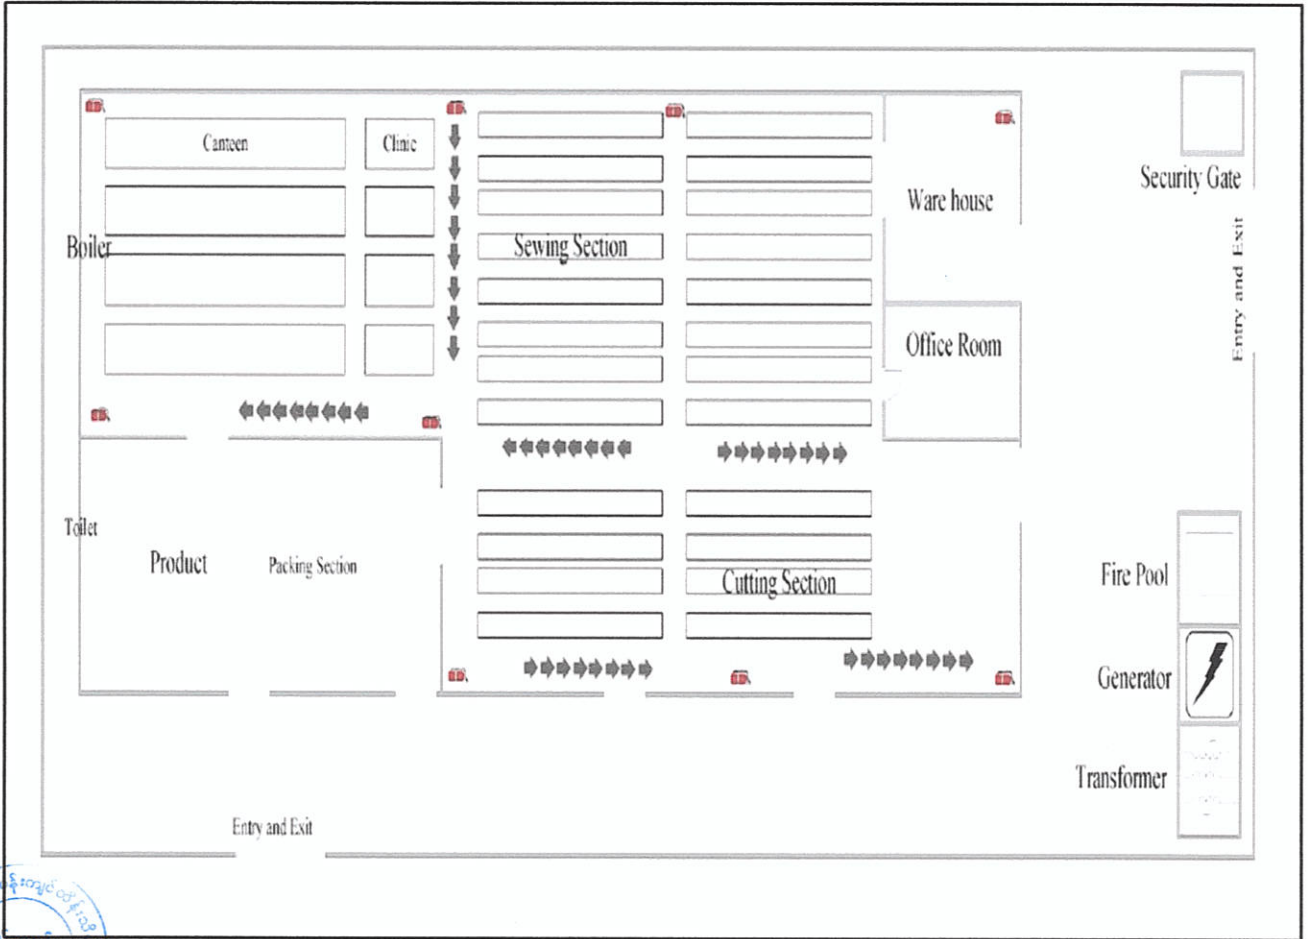 Canteen
Clinic
Security Gate
Ware house
Boiler
Sewing Section
Entry and Exit
Office Room
Toilet
Product
Packing Section
Fire Pool
Cutting Section
Generator
Transformer
Entry and Exit